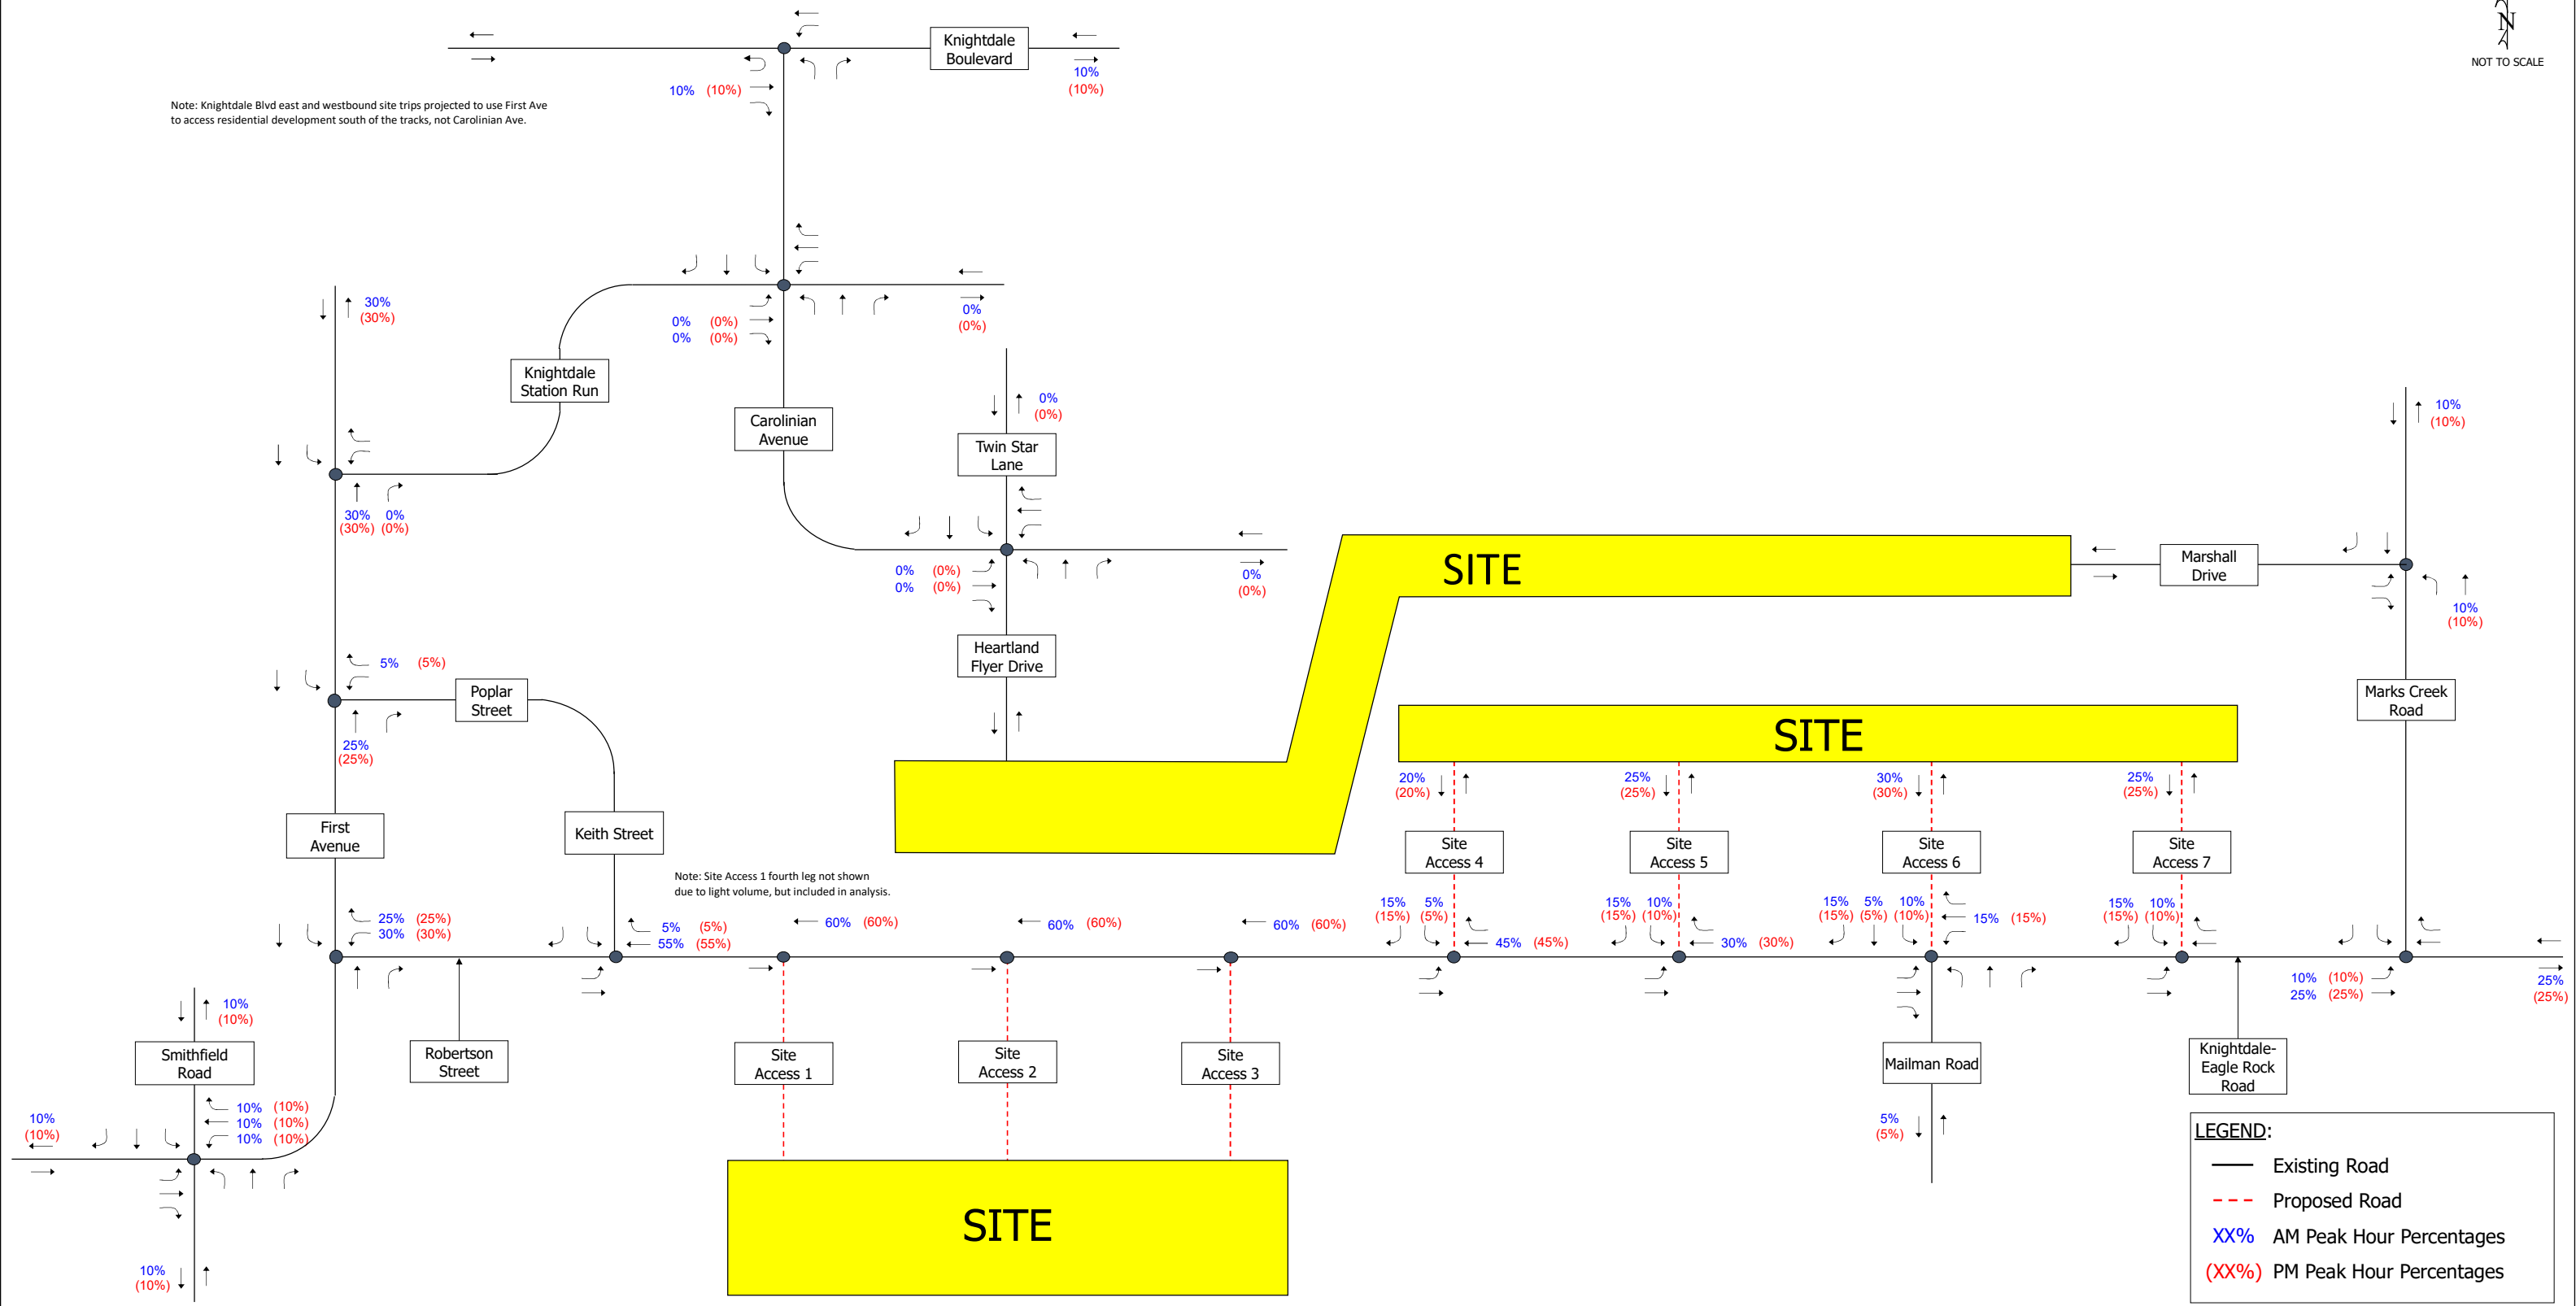 N
NOT TO SCALE
Knightdale
Boulevard
10%
(10%)
10% (10%)
Note: Knightdale Blvd east and westbound site trips projected to use First Ave
to access residential development south of the tracks, not Carolinian Ave.
30%
(30%)
0% (0%)
0% (0%)
0%
(0%)
Knightdale
Station Run
Carolinian
Avenue
0%
(0%)
Twin Star
Lane
10%
(10%)
30% 0%
(30%) (0%)
0% (0%)
0% (0%)
0%
(0%)
SITE
Marshall
Drive
10%
(10%)
Heartland
Flyer Drive
5% (5%)
Poplar
Street
25%
(25%)
Marks Creek
Road
SITE
20%
(20%)
25%
(25%)
30%
(30%)
25%
(25%)
First
Avenue
Keith Street
Site
Access 4
Site
Access 5
Site
Access 6
Site
Access 7
Note: Site Access 1 fourth leg not shown
due to light volume, but included in analysis.
25% (25%)
30% (30%)
5% (5%)
55% (55%)
60% (60%)
60% (60%)
60% (60%)
15% 5%
(15%) (5%)
45% (45%)
15% 10%
(15%) (10%)
30% (30%)
15% 5% 10%
(15%) (5%) (10%)
15% (15%)
15% 10%
(15%) (10%)
10% (10%)
25% (25%)
25%
(25%)
10%
(10%)
Smithfield
Road
Robertson
Street
Site
Access 1
Site
Access 2
Site
Access 3
Mailman Road
Knightdale-
Eagle Rock
Road
10%
(10%)
10% (10%)
10% (10%)
10% (10%)
5%
(5%)
SITE
10%
(10%)
LEGEND:
Existing Road
Proposed Road
XX% AM Peak Hour Percentages
(XX%) PM Peak Hour Percentages